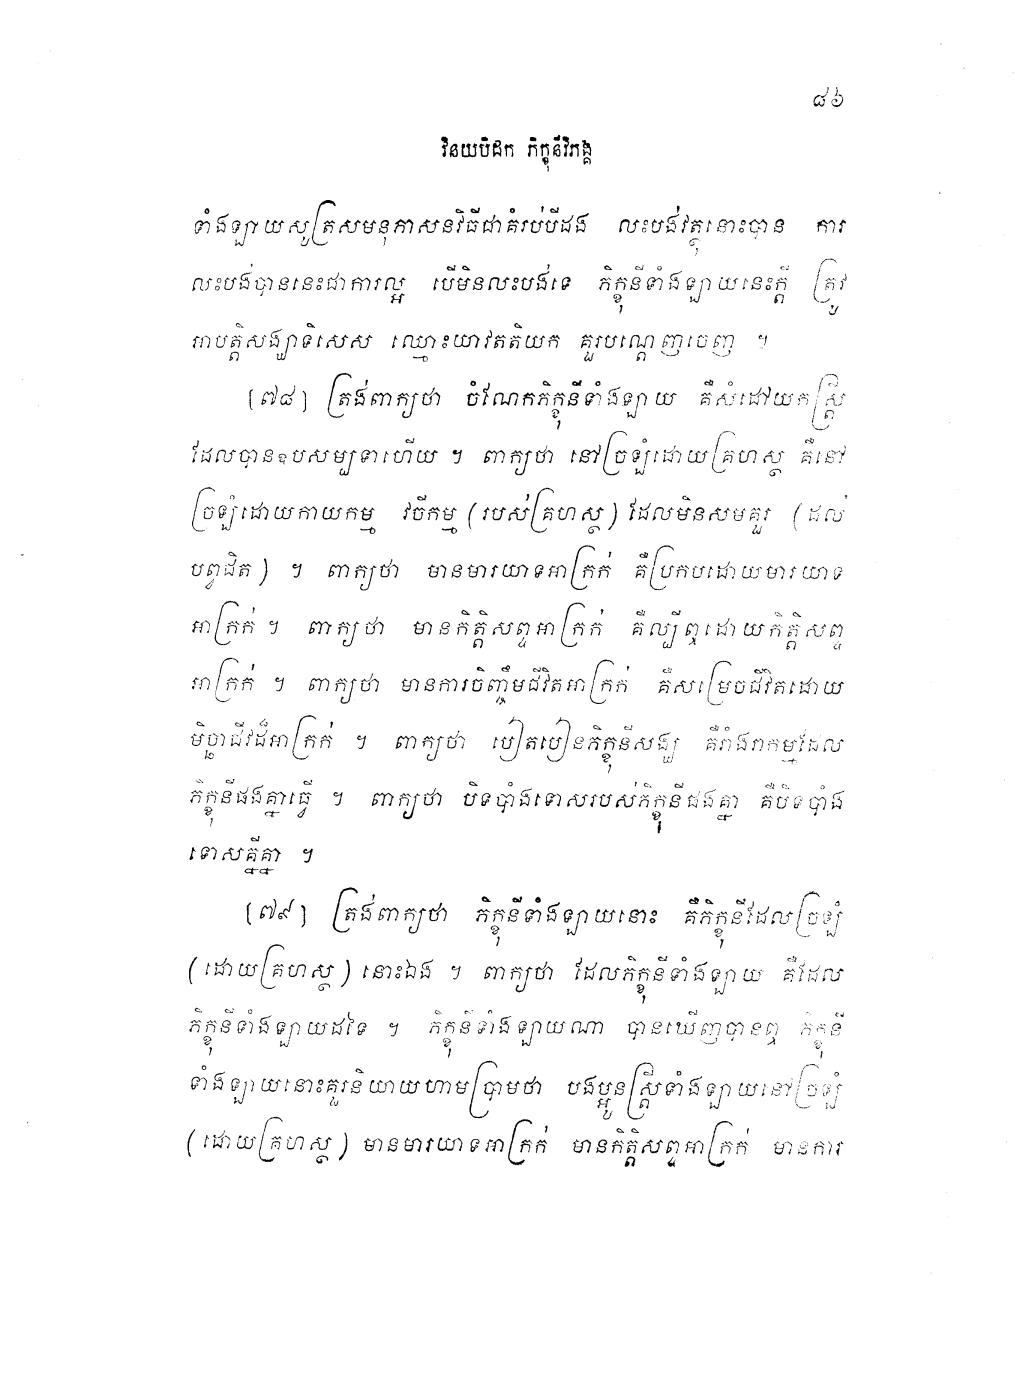 ៨៦
វិនយបិដក ភិក្ខុនីវិភង្គ
ទាំងឡាយសូត្រសមនុភាសនវិធីជាគំរប់បីដង លះបង់វត្ថុនោះបាន ការ
លះបង់បាននេះជាការល្អ បើមិនលះបង់ទេ ភិក្ខុនីទាំងឡាយនេះក្តី ត្រូវ
អាបត្តិសង្ឃាទិសេស ឈ្មោះយាវតតិយក គួរបណ្តេញចេញ ។
(៧៨) ត្រង់ពាក្យថា ចំណែកភិក្ខុនីទាំងឡាយ គឺសំដៅយកស្ត្រី
ដែលបានឧបសម្បទាហើយ ។ ពាក្យថា នៅច្រឡំដោយគ្រហស្ថ គឺនៅ
ច្រឡំដោយកាយកម្ម វចីកម្ម (របស់គ្រហស្ថ) ដែលមិនសមគួរ (ដល់
បព្វជិត) ។ ពាក្យថា មានមារយាទអាក្រក់ គឺប្រកបដោយមារយាទ
អាក្រក់ ។ ពាក្យថា មានកិត្តិសព្ទអាក្រក់ គឺល្បីឮដោយកិត្តិសព្ទ
អាក្រក់ ។ ពាក្យថា មានការចិញ្ចឹមជីវិតអាក្រក់ គឺសម្រេចជីវិតដោយ
មិច្ឆាជីវដ៏អាក្រក់ ។ ពាក្យថា បៀតបៀនភិក្ខុនីសង្ឃ គឺរាំងរាកម្មដែល
ភិក្ខុនីផងគ្នាធ្វើ ។ ពាក្យថា បិទបាំងទោសរបស់ភិក្ខុនីផងគ្នា គឺបិទបាំង
ទោសគ្នីគ្នា ។
(៧៩) ត្រង់ពាក្យថា ភិក្ខុនីទាំងឡាយនោះ គឺភិក្ខុនីដែលច្រឡំ
(ដោយគ្រហស្ថ) នោះឯង ។ ពាក្យថា ដែលភិក្ខុនីទាំងឡាយ គឺដែល
ភិក្ខុនីទាំងឡាយដទៃ ។ ភិក្ខុនីទាំងឡាយណា បានឃើញបានឮ ភិក្ខុនី
ទាំងឡាយនោះគួរនិយាយហាមប្រាមថា បងប្អូនស្ត្រីទាំងឡាយនៅច្រឡំ
(ដោយគ្រហស្ថ) មានមារយាទអាក្រក់ មានកិត្តិសព្ទអាក្រក់ មានការ